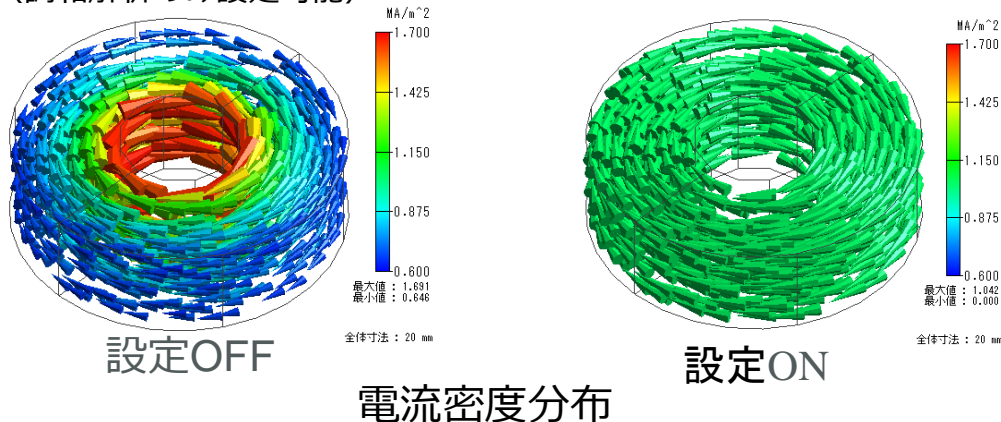 MA/m^2
1.700
1.425
1.150
0.875
0.600
最大値 : 1.691
最小値 : 0.646
全体寸法 : 20 mm
設定OFF
MA/m^2
1.700
1.425
1.150
0.875
0.600
最大値 : 1.042
最小値 : 0.000
全体寸法 : 20 mm
設定ON
電流密度分布